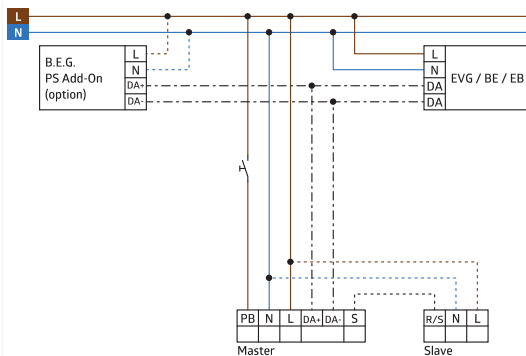 L
N
B.E.G.
PS Add-On
(option)
L
N
DA+
DA-
L
N
DA
DA
EVG / BE / EB
PB N L DA+ DA- S
R/S N L
Master
Slave